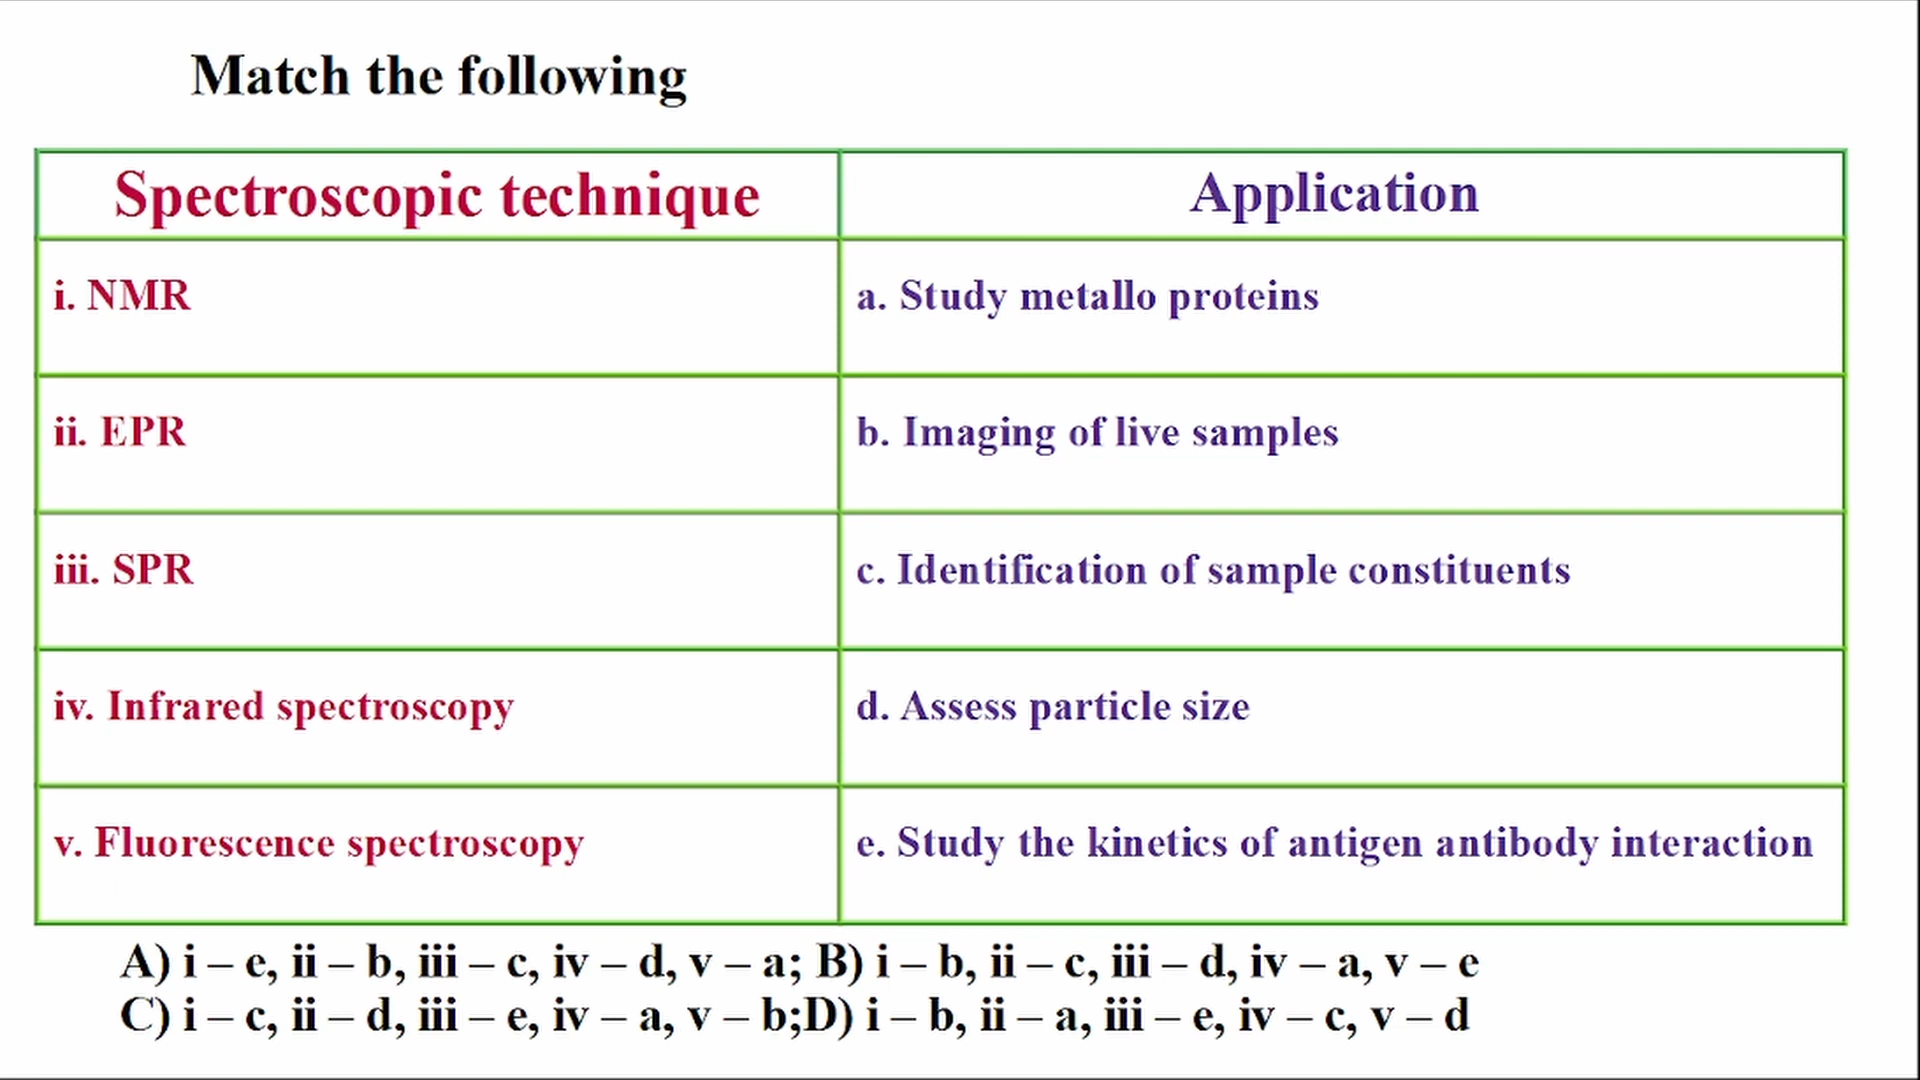 Match the following
Spectroscopic technique
Application
i. NMR
a. Study metallo proteins
ii. EPR
b. Imaging of live samples
iii. SPR
c. Identification of sample constituents
iv. Infrared spectroscopy
d. Assess particle size
v. Fluorescence spectroscopy
e. Study the kinetics of antigen antibody interaction
A) i – e, ii – b, iii – c, iv – d, v – a; B) i – b, ii – c, iii – d, iv – a, v – e
C) i – c, ii – d, iii – e, iv – a, v – b;D) i – b, ii – a, iii – e, iv – c, v – d